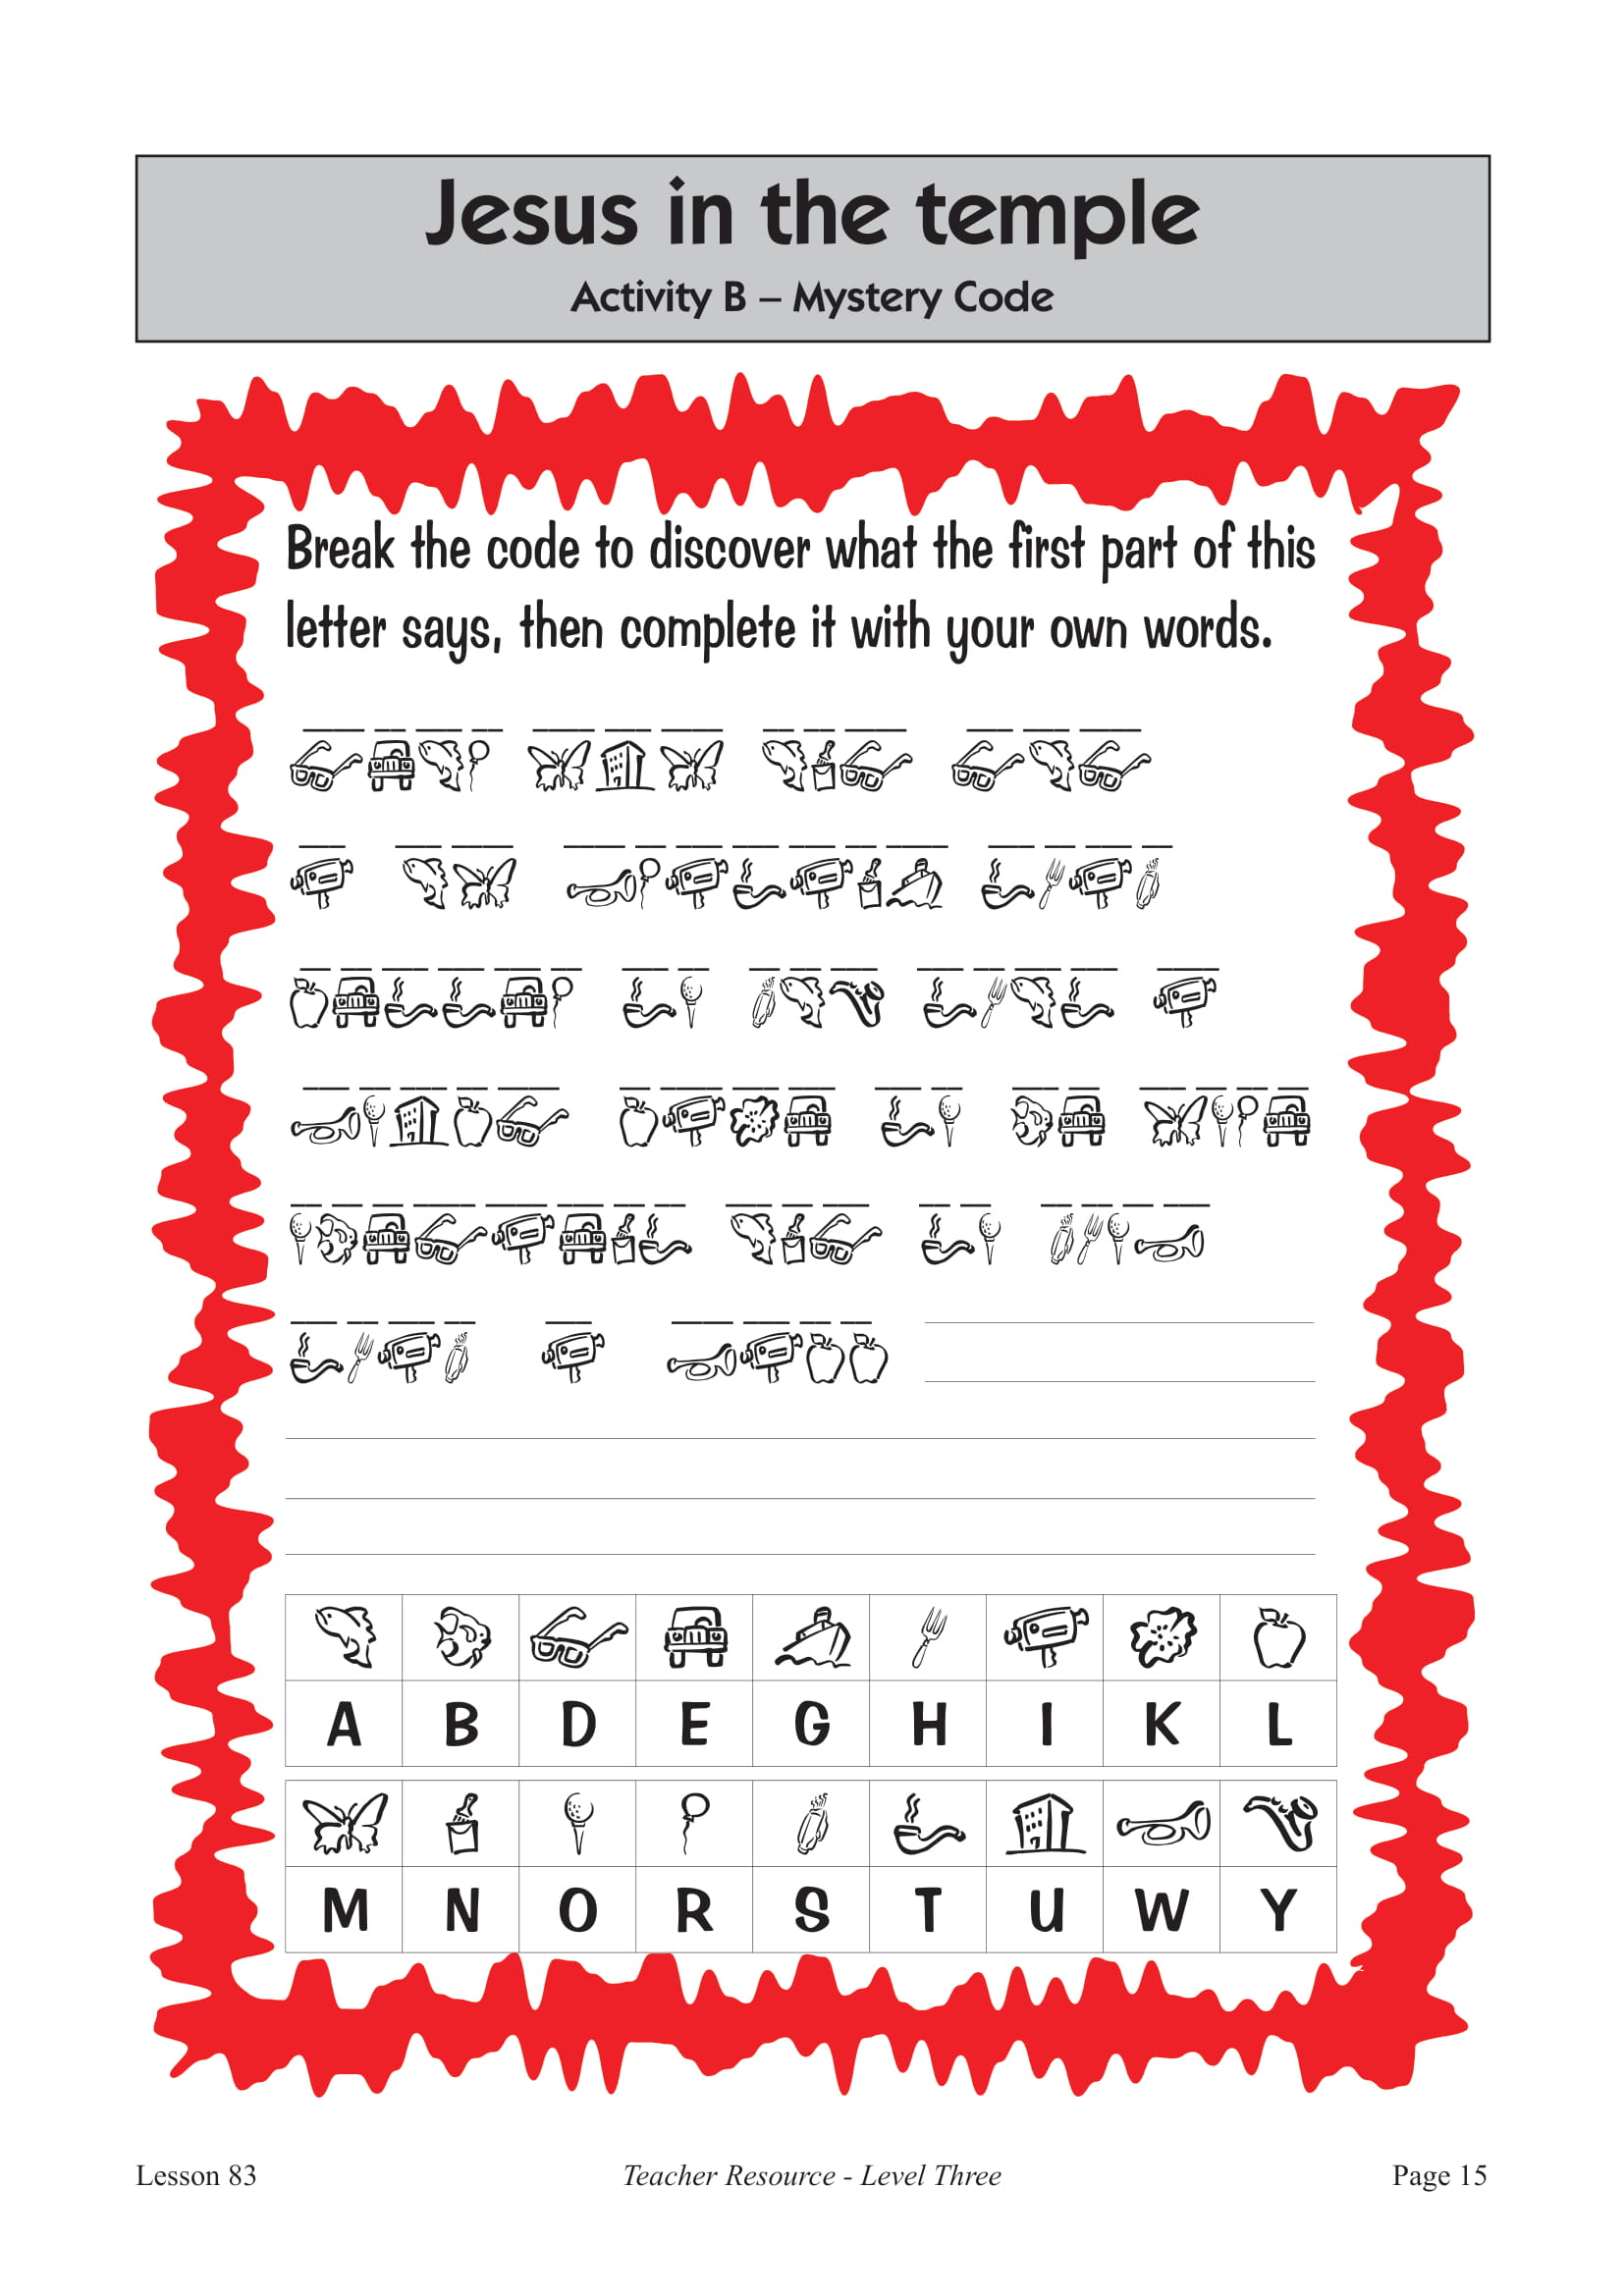 Jesus in the temple
Activity B – Mystery Code
Break the code to discover what the first part of this
letter says, then complete it with your own words.
A B D E G H I K L
M N O R S T U W Y
Lesson 83 Teacher Resource - Level Three Page 15